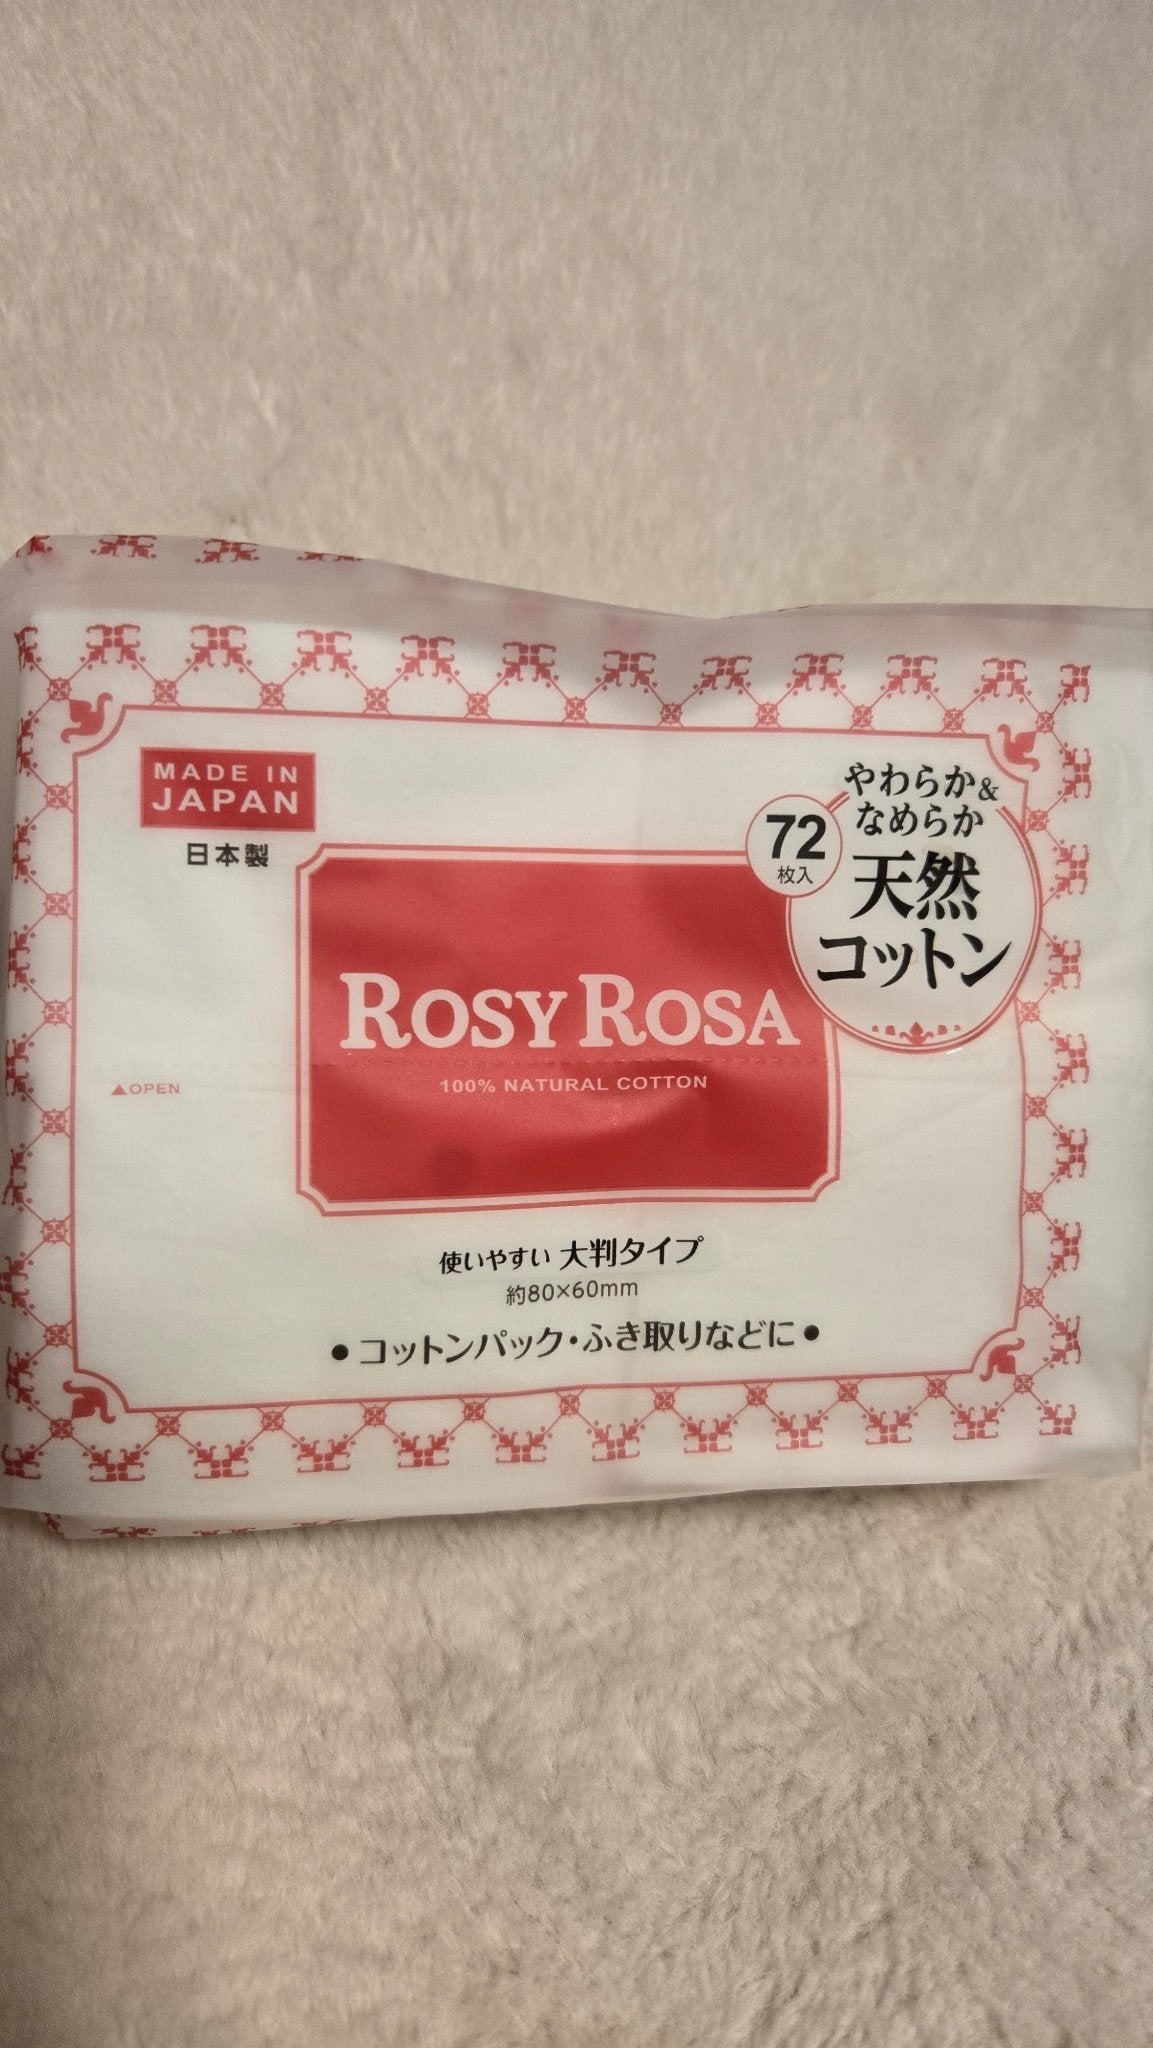 MADE IN
JAPAN
日本製
72
枚入
やわらか&
なめらか
天然
コットン
ROSY ROSA
100% NATURAL COTTON
▲OPEN
使いやすい 大判タイプ
約80×60mm
●コットンパック・ふき取りなどに●